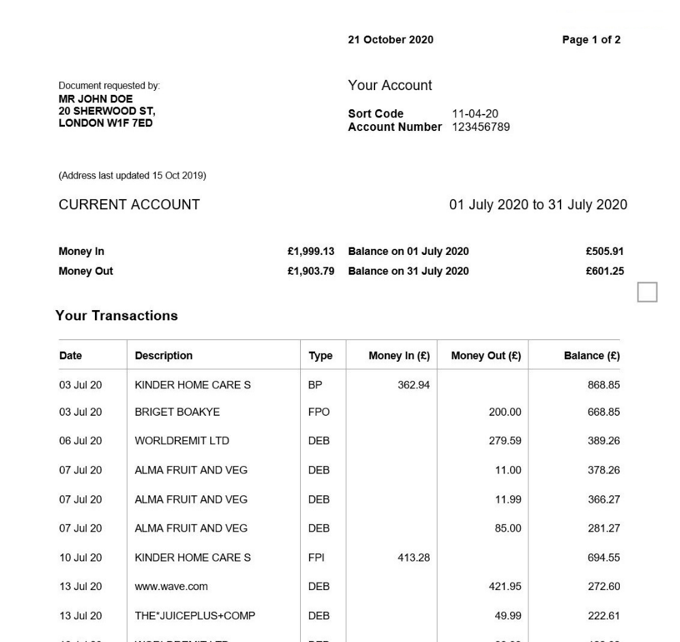 21 October 2020 Page 1 of 2
Document requested by: Your Account
MR JOHN DOE
20 SHERWOOD ST, Sort Code 11-04-20
LONDON W1F 7ED Account Number 123456789
(Address last updated 15 Oct 2019)
CURRENT ACCOUNT 01 July 2020 to 31 July 2020
Money In £1,999.13 Balance on 01 July 2020 £505.91
Money Out £1,903.79 Balance on 31 July 2020 £601.25
Your Transactions
Date Description Type Money In (£) Money Out (£) Balance (£)
03 Jul 20 KINDER HOME CARE S BP 362.94 868.85
03 Jul 20 BRIGET BOAKYE FPO 200.00 668.85
06 Jul 20 WORLDREMIT LTD DEB 279.59 389.26
07 Jul 20 ALMA FRUIT AND VEG DEB 11.00 378.26
07 Jul 20 ALMA FRUIT AND VEG DEB 11.99 366.27
07 Jul 20 ALMA FRUIT AND VEG DEB 85.00 281.27
10 Jul 20 KINDER HOME CARE S FPI 413.28 694.55
13 Jul 20 www.wave.com DEB 421.95 272.60
13 Jul 20 THE*JUICEPLUS+COMP DEB 49.99 222.61